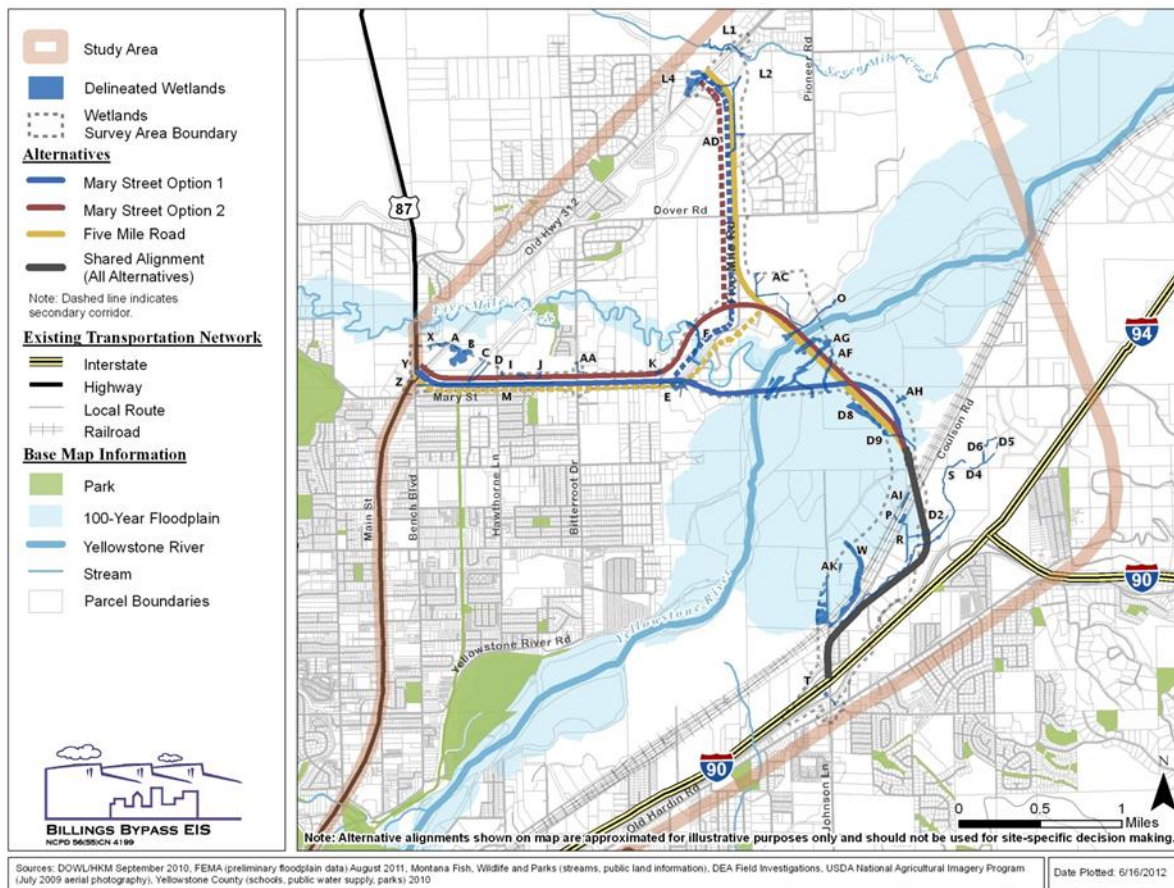 Study Area
Delineated Wetlands
Wetlands
Survey Area Boundary
Alternatives
Mary Street Option 1
Mary Street Option 2
Five Mile Road
Shared Alignment
(All Alternatives)
Note: Dashed line indicates
secondary corridor.
Existing Transportation Network
Interstate
Highway
Local Route
Railroad
Base Map Information
Park
100-Year Floodplain
Yellowstone River
Stream
Parcel Boundaries
BILLINGS BYPASS EIS
NCPD 56(55)CN 4199
L1
L4
L2
Pioneer Rd
Seven Mile Creek
AD
87
Old Hwy 312
Dover Rd
Five Mile Rd
AC
O
Five Mile Creek
F
AG
AF
94
X
A
B
C
D
I
J
AA
K
Y
Z
Mary St
M
E
AH
D8
D9
Coulson Rd
D6
D5
D4
S
Main St
Bench Blvd
Hawthorne Ln
Bitterroot Dr
AI
P
D2
R
W
AK
90
Yellowstone River
Yellowstone River Rd
T
90
Old Hardin Rd
Johnson Ln
N
0 0.5 1
Miles
Note: Alternative alignments shown on map are approximated for illustrative purposes only and should not be used for site-specific decision making.
Sources: DOWL/HKM September 2010, FEMA (preliminary floodplain data) August 2011, Montana Fish, Wildlife and Parks (streams, public land information), DEA Field Investigations, USDA National Agricultural Imagery Program
(July 2009 aerial photography), Yellowstone County (schools, public water supply, parks) 2010
Date Plotted: 6/16/2012